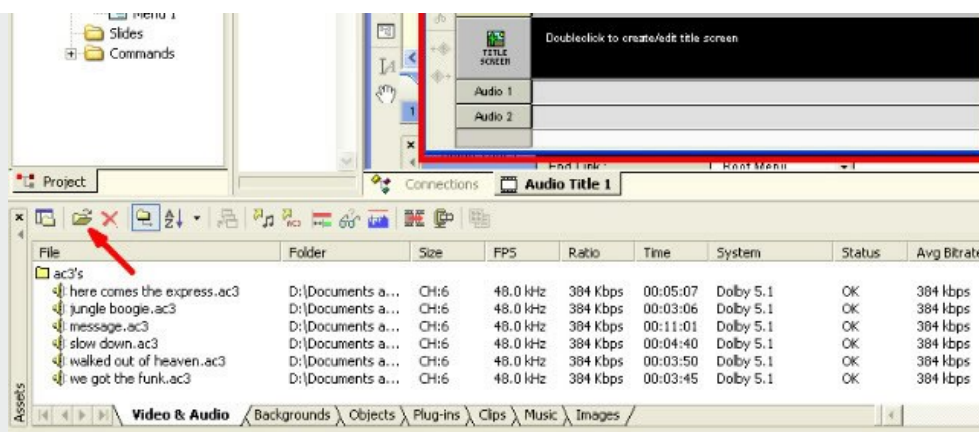 Menu 1
Slides
Commands
TITLE SCREEN
Doubleclick to create/edit title screen
Audio 1
Audio 2
1
End Link:
Root Menu
Project
Connections
Audio Title 1
File Folder Size FPS Ratio Time System Status Avg Bitrate
ac3's
here comes the express.ac3 D:\Documents a... CH:6 48.0 kHz 384 Kbps 00:05:07 Dolby 5.1 OK 384 kbps
jungle boogie.ac3 D:\Documents a... CH:6 48.0 kHz 384 Kbps 00:03:06 Dolby 5.1 OK 384 kbps
message.ac3 D:\Documents a... CH:6 48.0 kHz 384 Kbps 00:11:01 Dolby 5.1 OK 384 kbps
slow down.ac3 D:\Documents a... CH:6 48.0 kHz 384 Kbps 00:04:40 Dolby 5.1 OK 384 kbps
walked out of heaven.ac3 D:\Documents a... CH:6 48.0 kHz 384 Kbps 00:03:50 Dolby 5.1 OK 384 kbps
we got the funk.ac3 D:\Documents a... CH:6 48.0 kHz 384 Kbps 00:03:45 Dolby 5.1 OK 384 kbps
Assets
Video & Audio Backgrounds Objects Plug-ins Clips Music Images